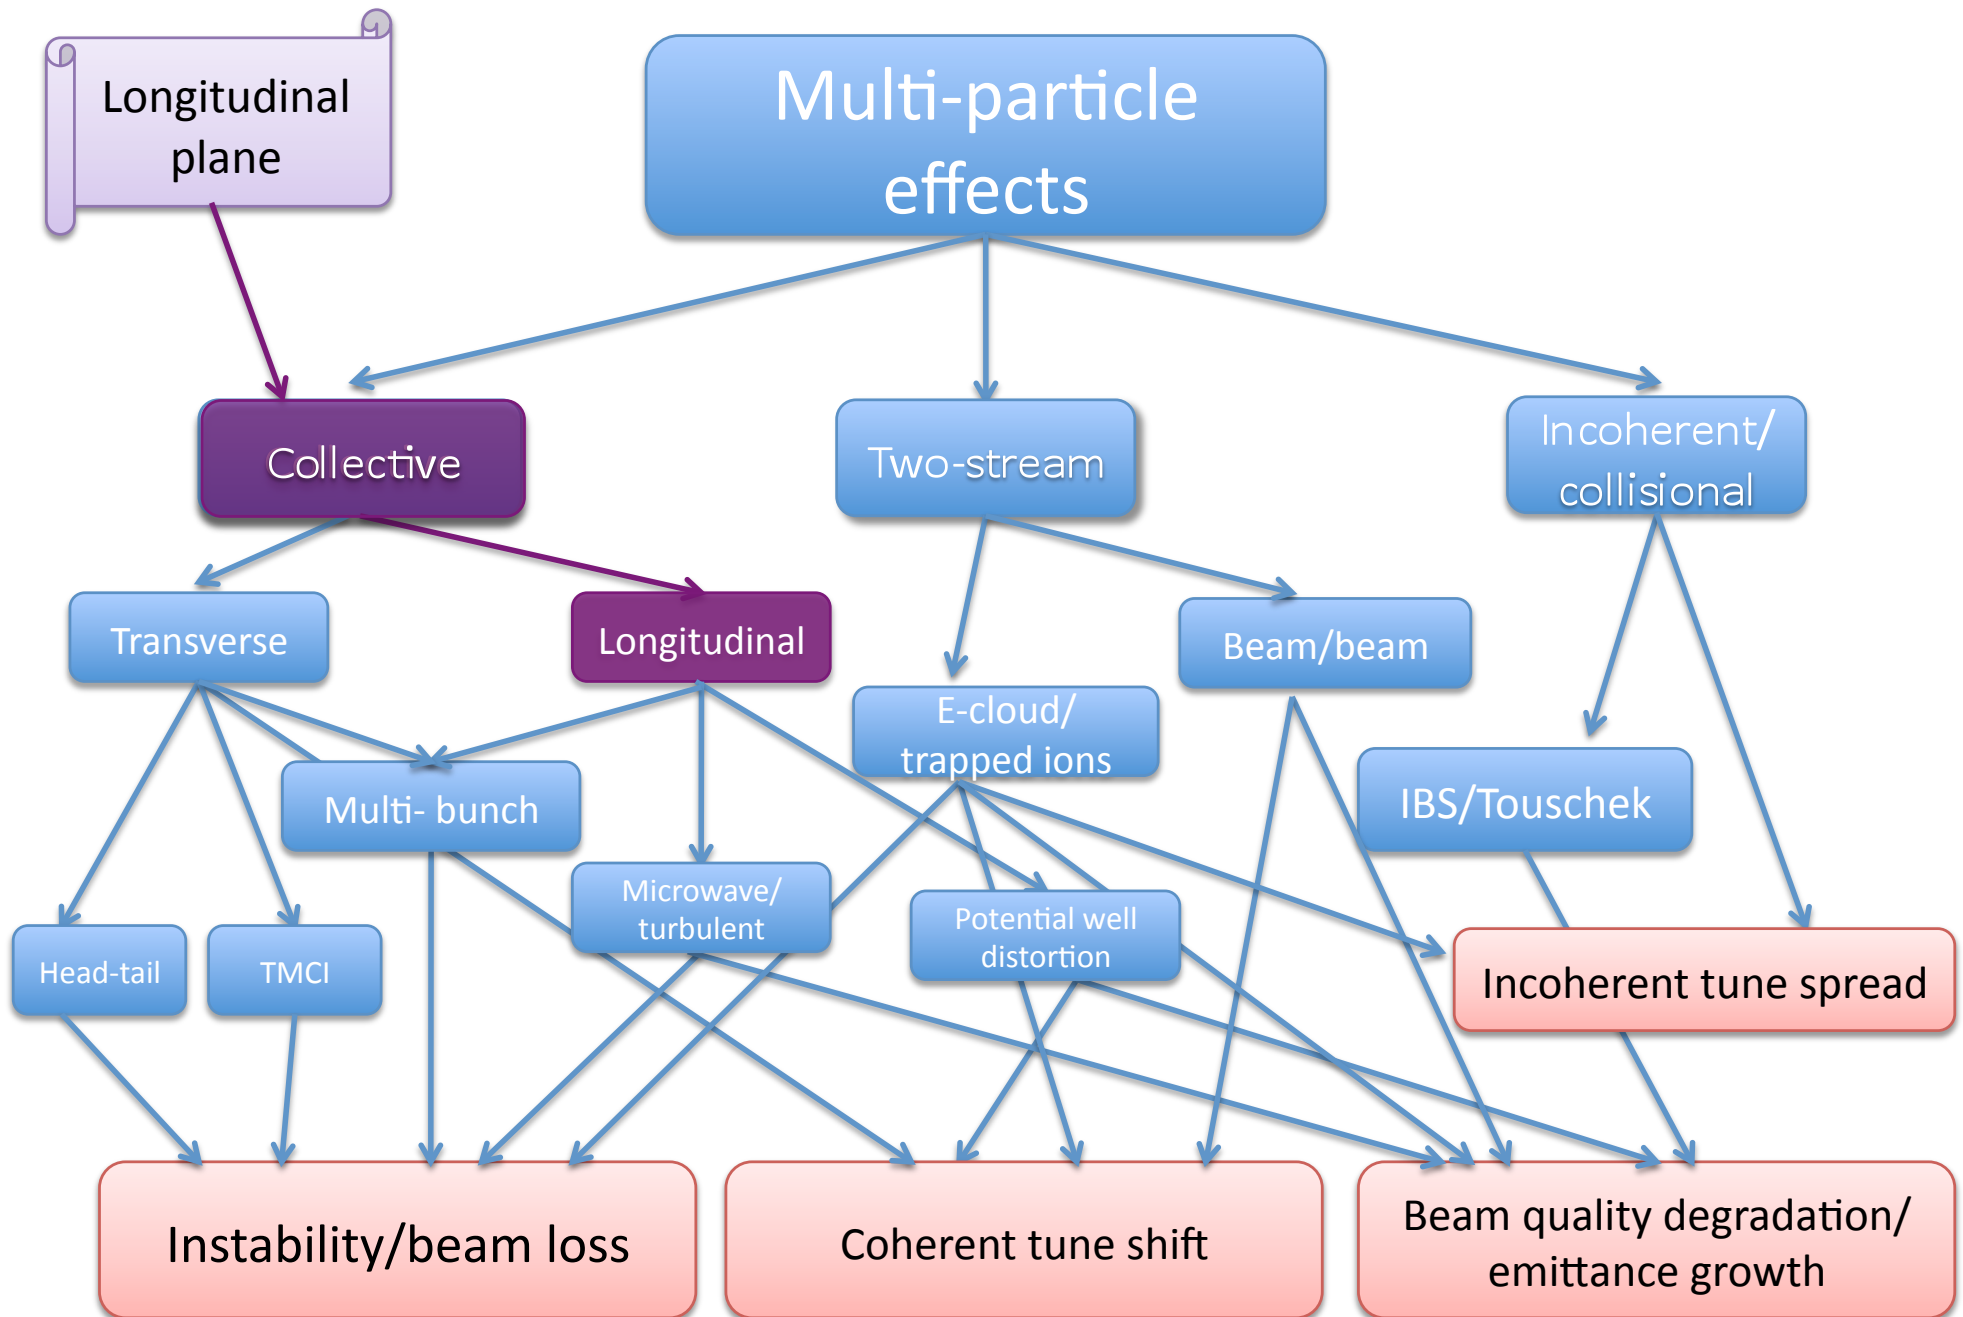 Longitudinal
plane
Multi-particle
effects
Collective
Two-stream
Incoherent/
collisional
Transverse
Longitudinal
Beam/beam
E-cloud/
trapped ions
Multi- bunch
IBS/Touschek
Microwave/
turbulent
Potential well
distortion
Head-tail
TMCI
Incoherent tune spread
Instability/beam loss
Coherent tune shift
Beam quality degradation/
emittance growth